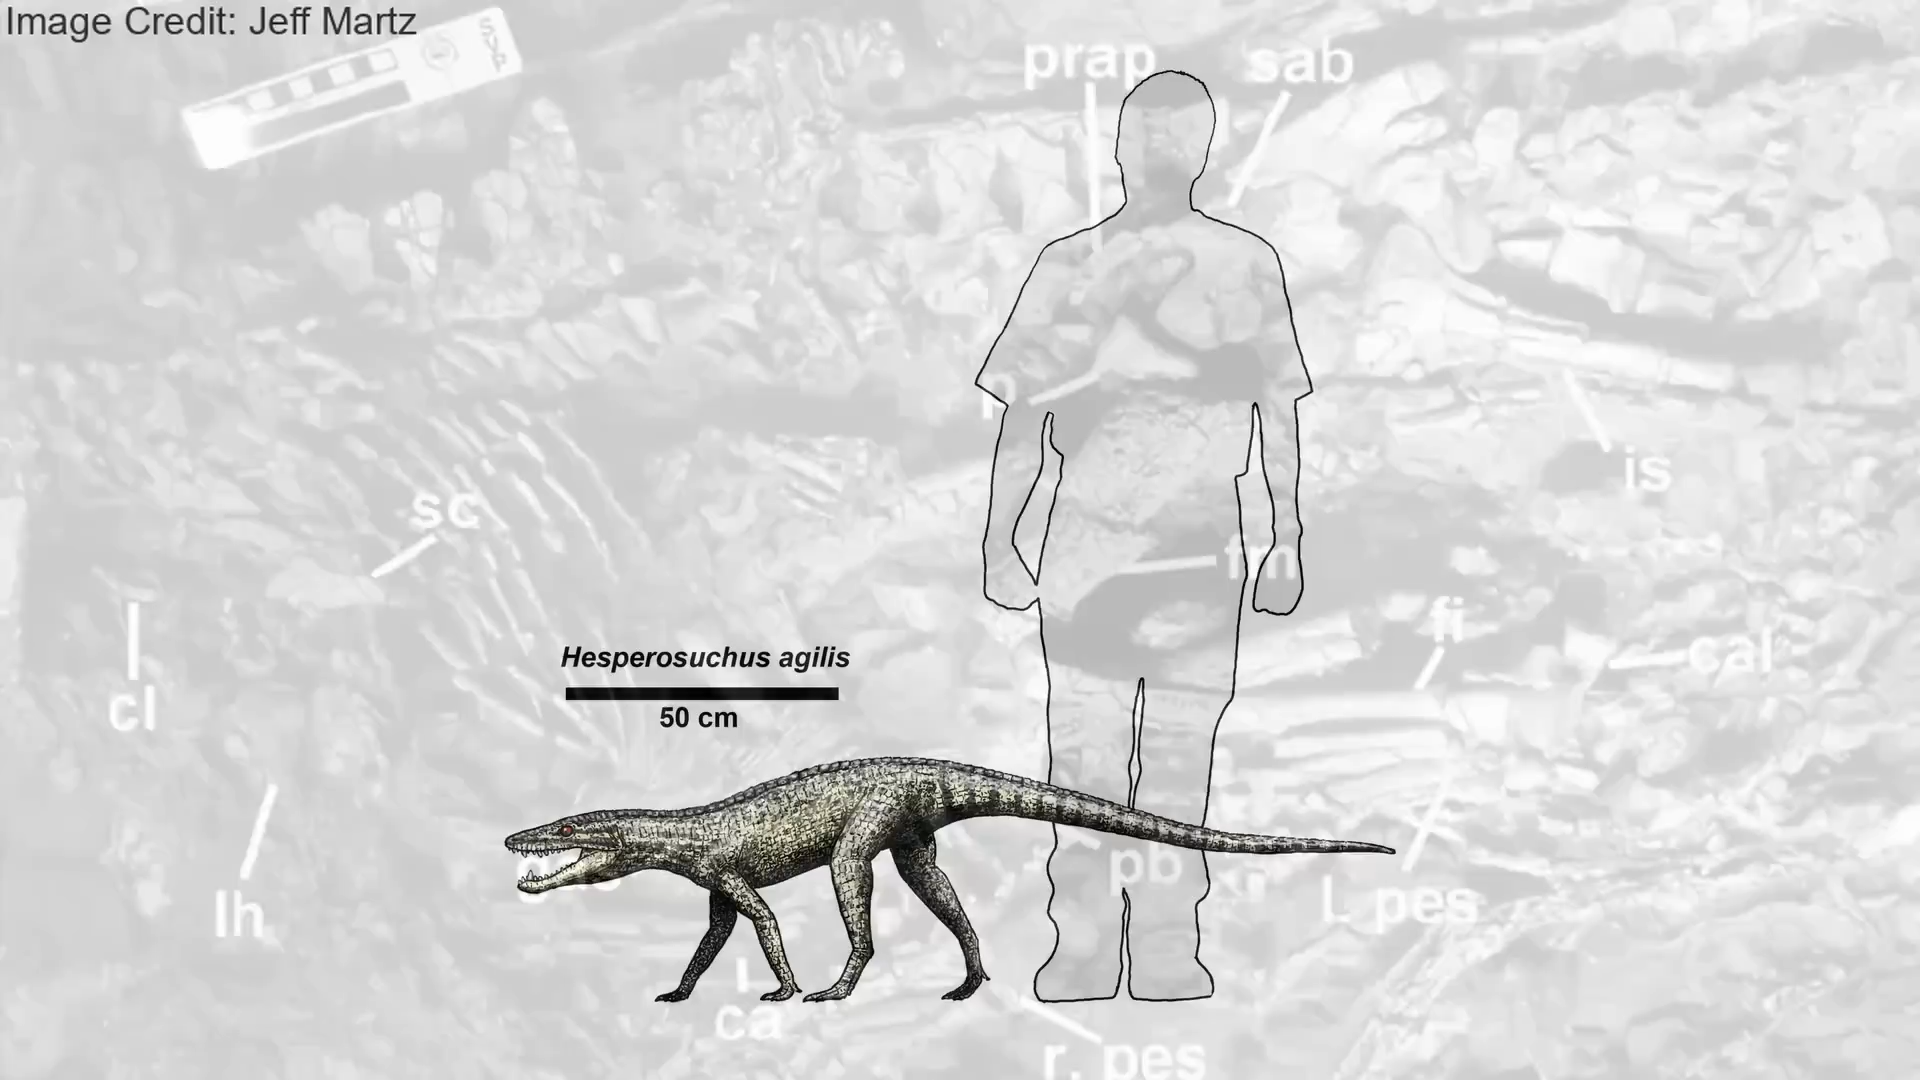 Image Credit: Jeff Martz
SVP
prap
sab
p
is
sc
fm
fi
cal
cl
Hesperosuchus agilis
50 cm
pb
L pes
lh
ca
r. pes